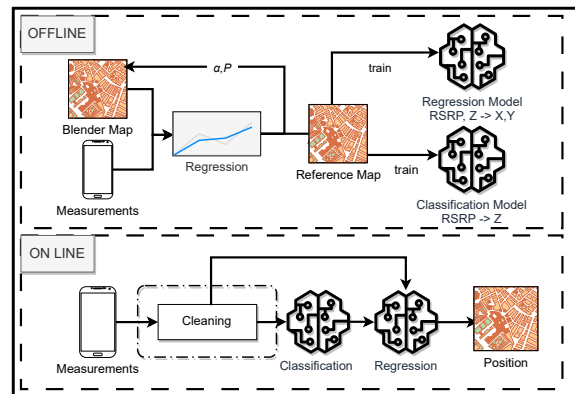 OFFLINE
α,P
train
Blender Map
Regression
Reference Map
Regression Model
RSRP, Z -> X,Y
train
Measurements
Classification Model
RSRP -> Z
ON LINE
Cleaning
Measurements
Classification
Regression
Position